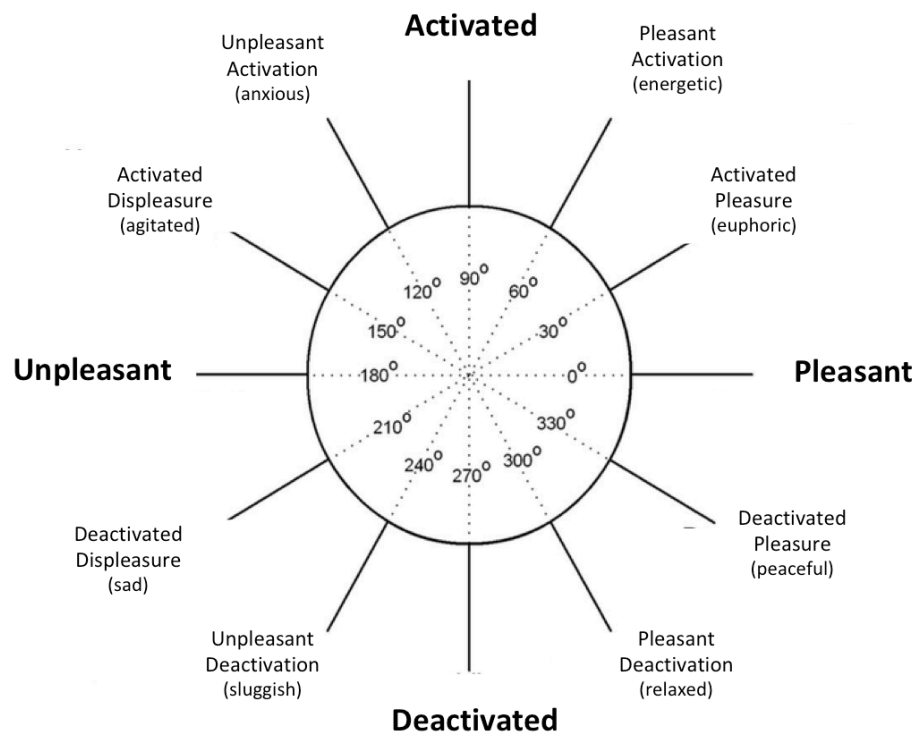 Activated
Unpleasant
Activation
(anxious)
Pleasant
Activation
(energetic)
Activated
Displeasure
(agitated)
Activated
Pleasure
(euphoric)
90°
120°
60°
150°
30°
Unpleasant
180°
0°
Pleasant
210°
330°
240°
270°
300°
Deactivated
Displeasure
(sad)
Deactivated
Pleasure
(peaceful)
Unpleasant
Deactivation
(sluggish)
Pleasant
Deactivation
(relaxed)
Deactivated